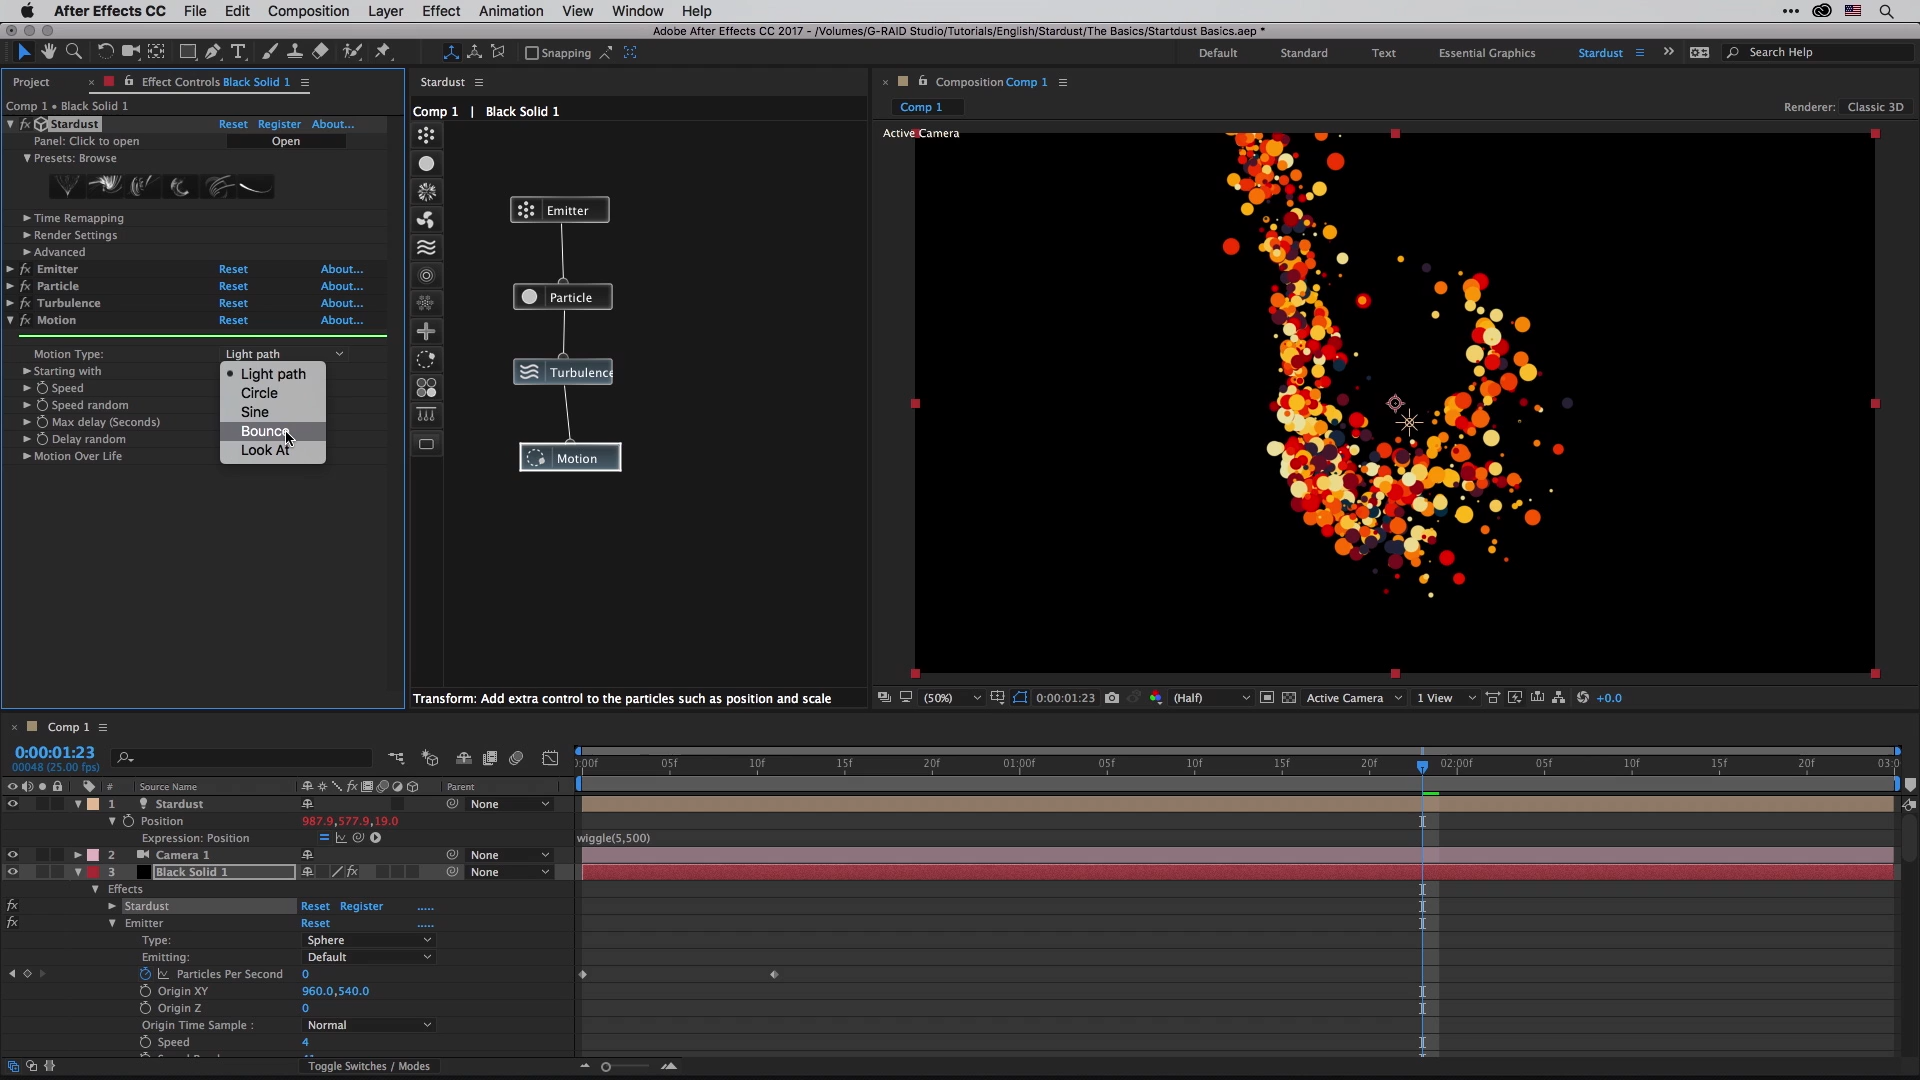 After Effects CC File Edit Composition Layer Effect Animation View Window Help
Adobe After Effects CC 2017 - /Volumes/G-RAID Studio/Tutorials/English/Stardust/The Basics/Startdust Basics.aep *
Snapping Default Standard Text Essential Graphics Stardust Search Help
Project Effect Controls Black Solid 1
Comp 1 • Black Solid 1
Stardust Reset Register About...
Panel: Click to open Open
Presets: Browse
Time Remapping
Render Settings
Advanced
Emitter Reset About...
Particle Reset About...
Turbulence Reset About...
Motion Reset About...
Motion Type: Light path
Starting with
Speed
Speed random
Max delay (Seconds)
Delay random
Motion Over Life
Light path
Circle
Sine
Bounce
Look At
Stardust
Comp 1 | Black Solid 1
Emitter
Particle
Turbulence
Motion
Transform: Add extra control to the particles such as position and scale
Composition Comp 1
Comp 1 Renderer: Classic 3D
Active Camera
(50%) 0:00:01:23 (Half) Active Camera 1 View +0.0
Comp 1
0:00:01:23
00048 (25.00 fps)
:00f 05f 10f 15f 20f 01:00f 05f 10f 15f 20f 02:00f 05f 10f 15f 20f 03:0
# Source Name Parent
1 Stardust None
Position 987.9,577.9,19.0
Expression: Position wiggle(5,500)
2 Camera 1 None
3 Black Solid 1 None
Effects
Stardust Reset Register .....
Emitter Reset .....
Type: Sphere
Emitting: Default
Particles Per Second 0
Origin XY 960.0,540.0
Origin Z 0
Origin Time Sample : Normal
Speed 4
Toggle Switches / Modes